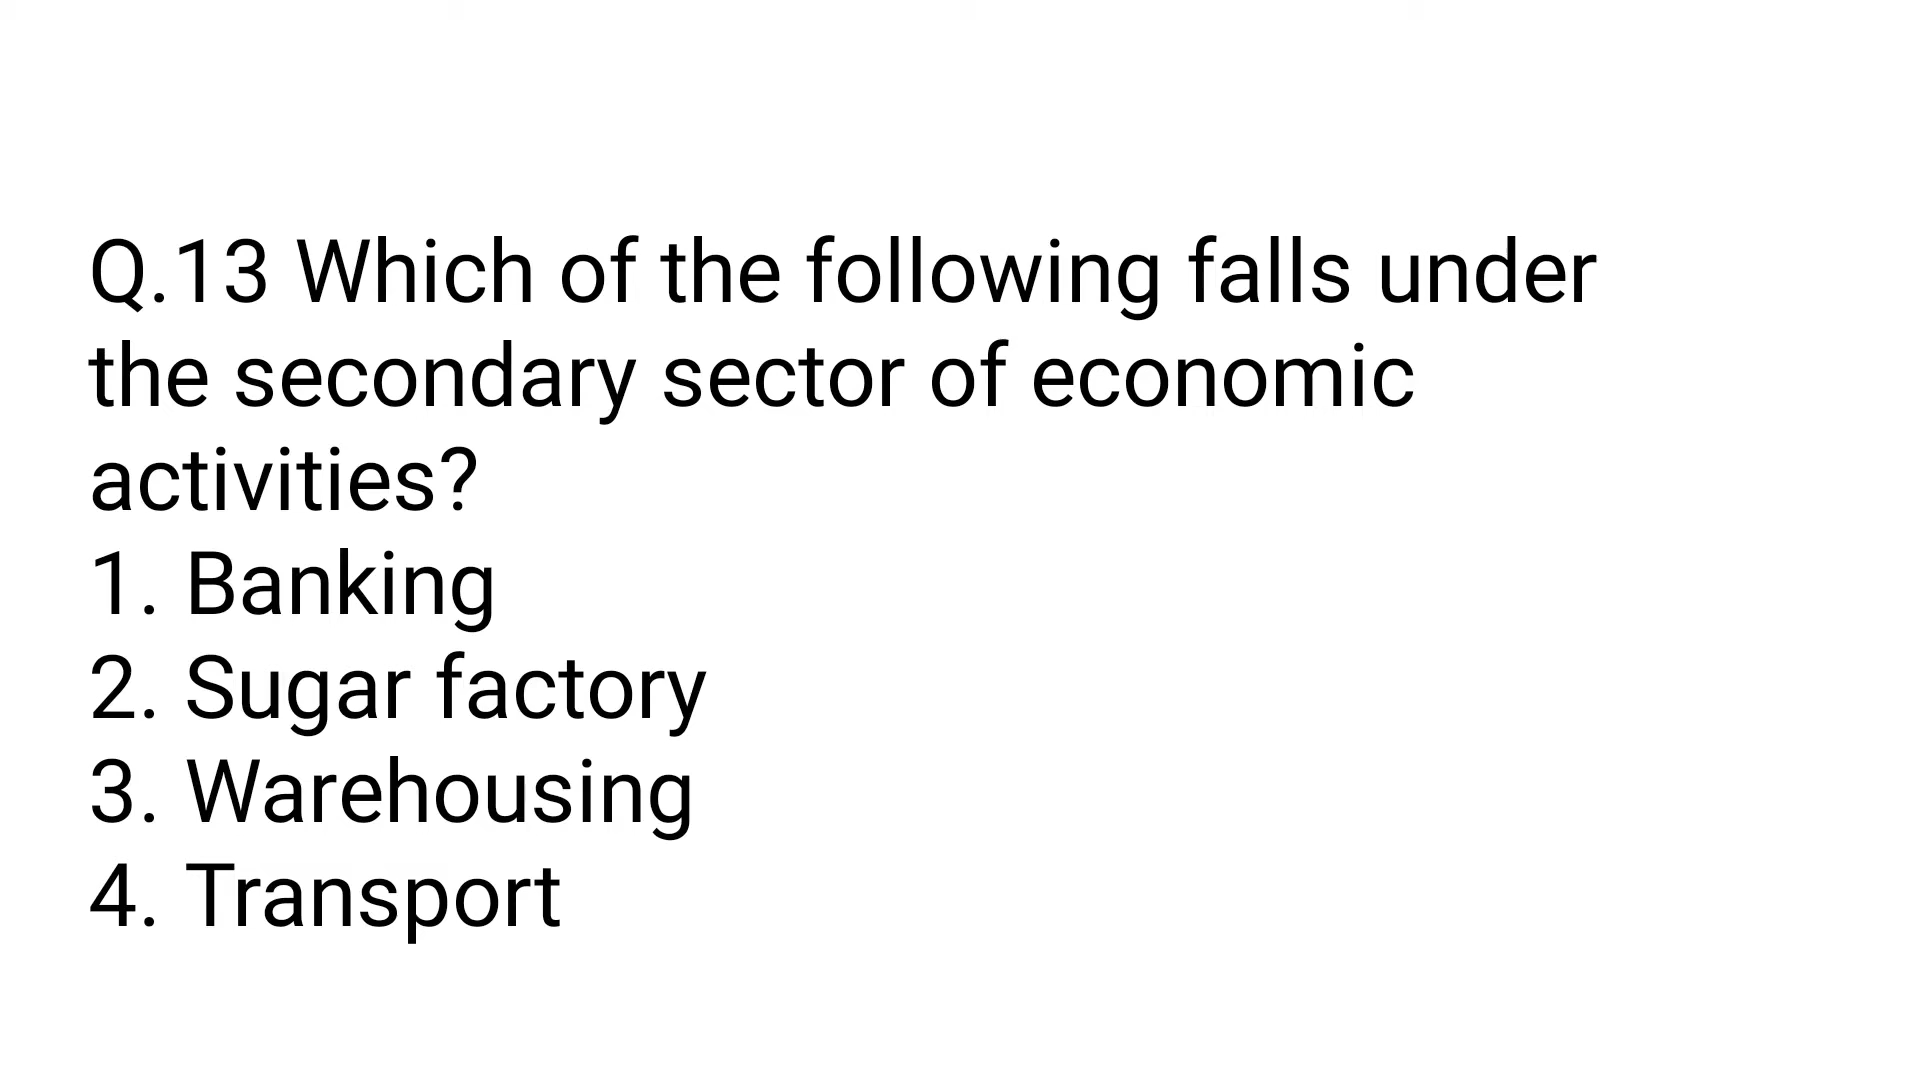 Q.13 Which of the following falls under
the secondary sector of economic
activities?
1. Banking
2. Sugar factory
3. Warehousing
4. Transport